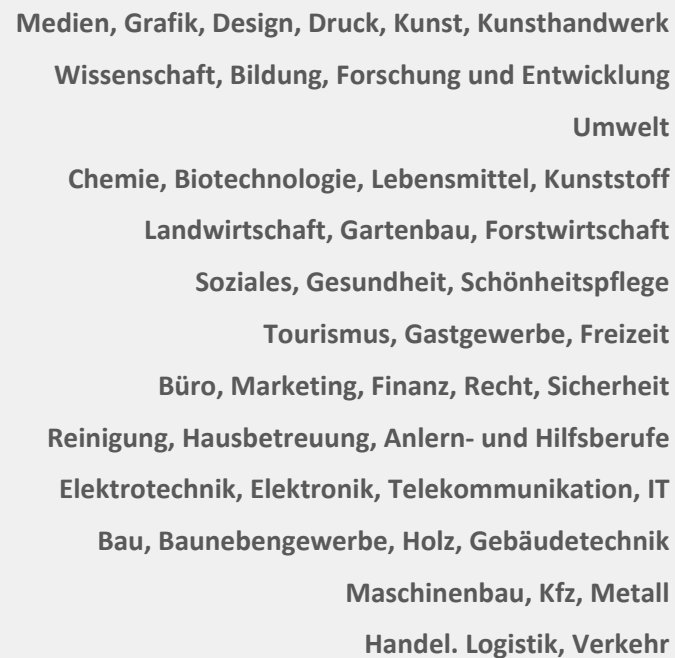 Medien, Grafik, Design, Druck, Kunst, Kunsthandwerk
Wissenschaft, Bildung, Forschung und Entwicklung
Umwelt
Chemie, Biotechnologie, Lebensmittel, Kunststoff
Landwirtschaft, Gartenbau, Forstwirtschaft
Soziales, Gesundheit, Schönheitspflege
Tourismus, Gastgewerbe, Freizeit
Büro, Marketing, Finanz, Recht, Sicherheit
Reinigung, Hausbetreuung, Anlern- und Hilfsberufe
Elektrotechnik, Elektronik, Telekommunikation, IT
Bau, Baunebengewerbe, Holz, Gebäudetechnik
Maschinenbau, Kfz, Metall
Handel. Logistik, Verkehr